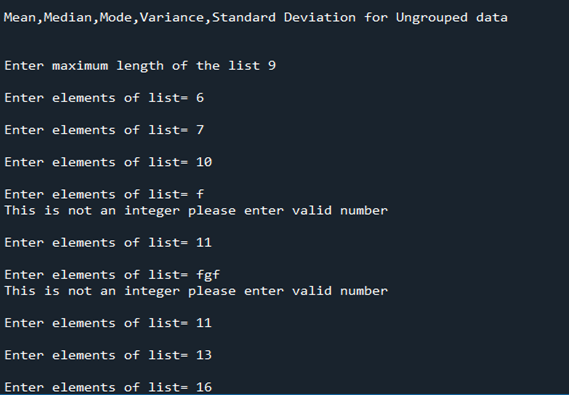 Mean,Median,Mode,Variance,Standard Deviation for Ungrouped data
Enter maximum length of the list 9
Enter elements of list= 6
Enter elements of list= 7
Enter elements of list= 10
Enter elements of list= f
This is not an integer please enter valid number
Enter elements of list= 11
Enter elements of list= fgf
This is not an integer please enter valid number
Enter elements of list= 11
Enter elements of list= 13
Enter elements of list= 16